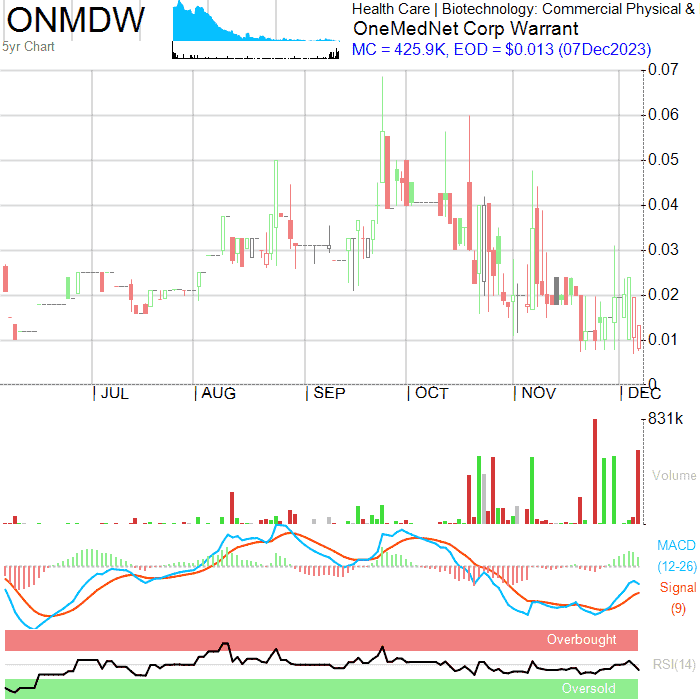 ONMDW
5yr Chart
Health Care | Biotechnology: Commercial Physical &
OneMedNet Corp Warrant
MC = 425.9K, EOD = $0.013 (07Dec2023)
0.07
0.06
0.05
0.04
0.03
0.02
0.01
0
JUL AUG SEP OCT NOV DEC
831k
Volume
MACD
(12-26)
Signal
(9)
Overbought
RSI(14)
Oversold